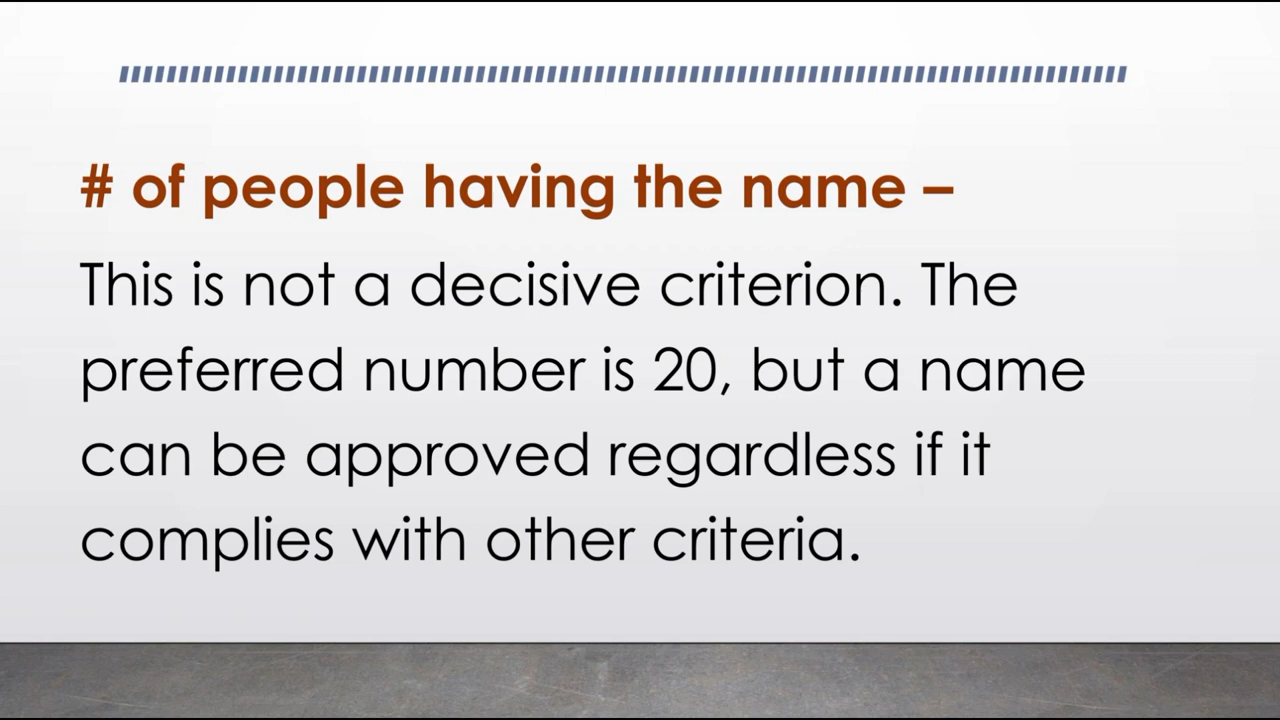 # of people having the name –
This is not a decisive criterion. The
preferred number is 20, but a name
can be approved regardless if it
complies with other criteria.